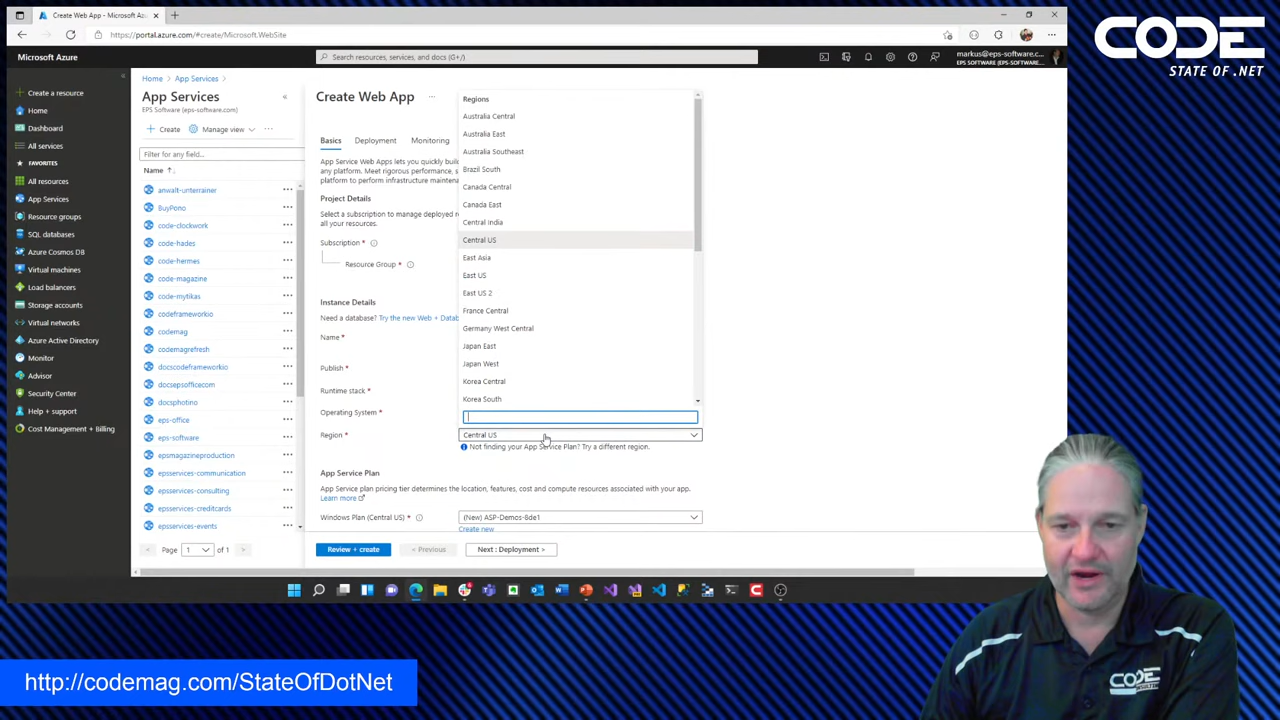 Create Web App - Microsoft Az
https://portal.azure.com/#create/Microsoft.WebSite
Microsoft Azure
Search resources, services, and docs (G+/)
markus@eps-software.c...
EPS SOFTWARE (EPS-SOFTWARE....
CODE
STATE OF .NET
Create a resource
Home
Dashboard
All services
FAVORITES
All resources
App Services
Resource groups
SQL databases
Azure Cosmos DB
Virtual machines
Load balancers
Storage accounts
Virtual networks
Azure Active Directory
Monitor
Advisor
Security Center
Help + support
Cost Management + Billing
Home > App Services >
App Services
EPS Software (eps-software.com)
+ Create
Manage view
Filter for any field...
Name ↑↓
anwalt-unterrainer
BuyPono
code-clockwork
code-hades
code-hermes
code-magazine
code-mytikas
codeframeworkio
codemag
codemagrefresh
docscodeframeworkio
docsepsofficecom
docsphotino
eps-office
eps-software
epsmagazineproduction
epsservices-communication
epsservices-consulting
epsservices-creditcards
epsservices-events
< Page 1 of 1 >
Create Web App ...
Basics Deployment Monitoring
App Service Web Apps lets you quickly buil
any platform. Meet rigorous performance, s
platform to perform infrastructure mainten
Project Details
Select a subscription to manage deployed re
all your resources.
Subscription *
Resource Group *
Instance Details
Need a database? Try the new Web + Datab
Name *
Publish *
Runtime stack *
Operating System *
Region *
Regions
Australia Central
Australia East
Australia Southeast
Brazil South
Canada Central
Canada East
Central India
Central US
East Asia
East US
East US 2
France Central
Germany West Central
Japan East
Japan West
Korea Central
Korea South
Central US
Not finding your App Service Plan? Try a different region.
App Service Plan
App Service plan pricing tier determines the location, features, cost and compute resources associated with your app.
Learn more
Windows Plan (Central US) *
(New) ASP-Demos-8de1
Create new
Review + create
< Previous
Next : Deployment >
http://codemag.com/StateOfDotNet
CODE